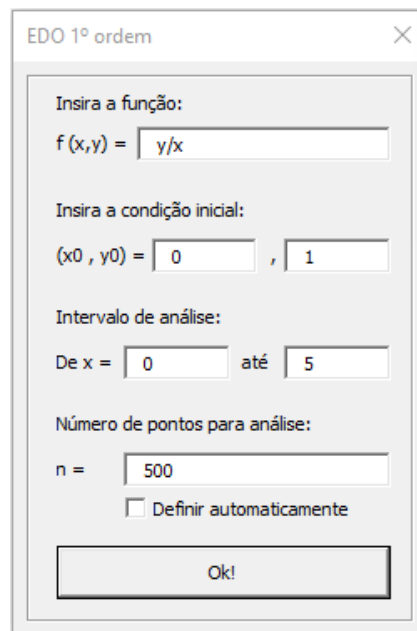 EDO 1º ordem
Insira a função:
f (x,y) = y/x
Insira a condição inicial:
(x0 , y0) = 0 , 1
Intervalo de análise:
De x = 0 até 5
Número de pontos para análise:
n = 500
Definir automaticamente
Ok!